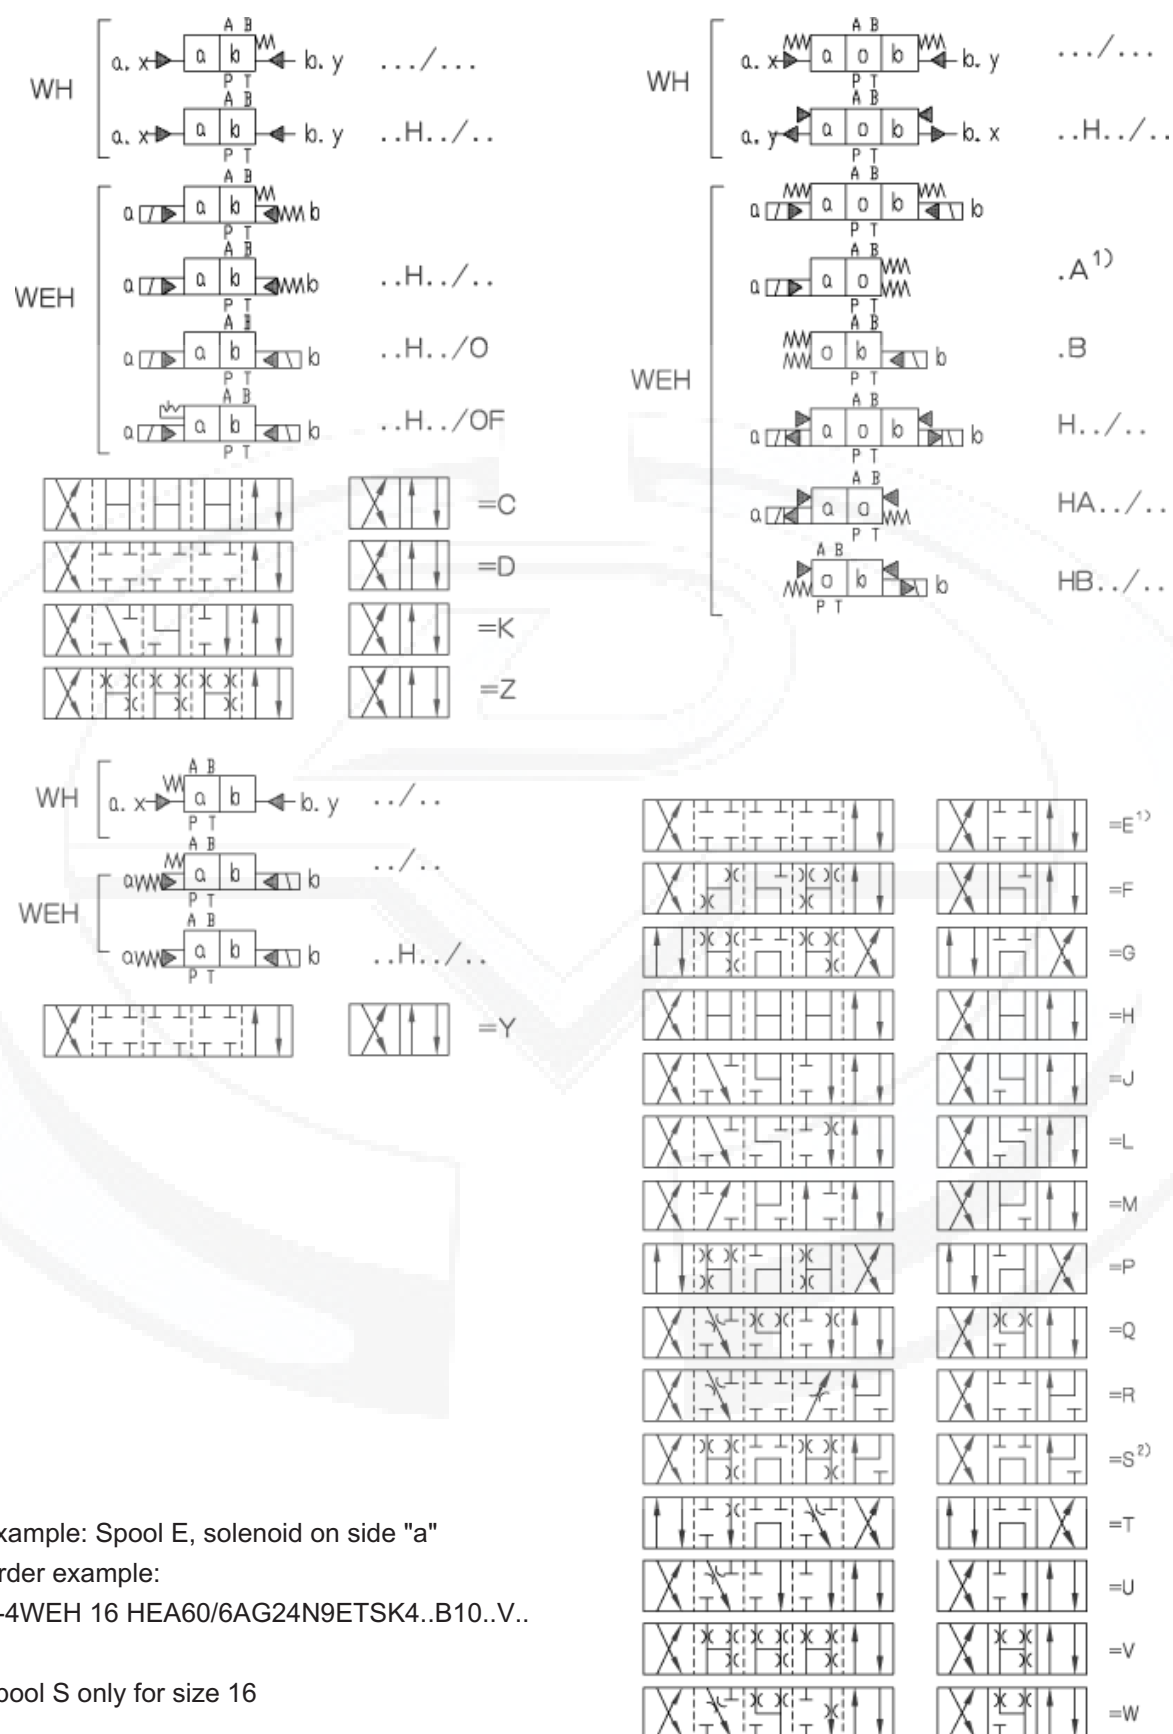 A B
a. x a b b. y .../...
P T
A B
WH
a. x a b b. y ..H../..
P T
A B
a a b b
P T
A B
WEH
a a b b ..H../..
P T
A B
a a b b ..H../O
P T
A B
a a b b ..H../OF
P T
=C
=D
=K
=Z
A B
WH a. x a b b. y ../..
P T
A B
a a b b ../..
P T
WEH
A B
a a b b ..H../..
P T
=Y
A B
a. x a o b b. y .../...
P T
WH
A B
a. y a o b b. x ..H../..
P T
A B
a a o b b
P T
A B
a a o .A1)
P T
A B
o b b .B
P T
WEH
A B
a a o b b H../..
P T
A B
a a o HA../..
P T
A B
o b b HB../..
P T
=E1)
=F
=G
=H
=J
=L
=M
=P
=Q
=R
=S2)
=T
=U
=V
=W
xample: Spool E, solenoid on side "a"
rder example:
-4WEH 16 HEA60/6AG24N9ETSK4..B10..V..
pool S only for size 16